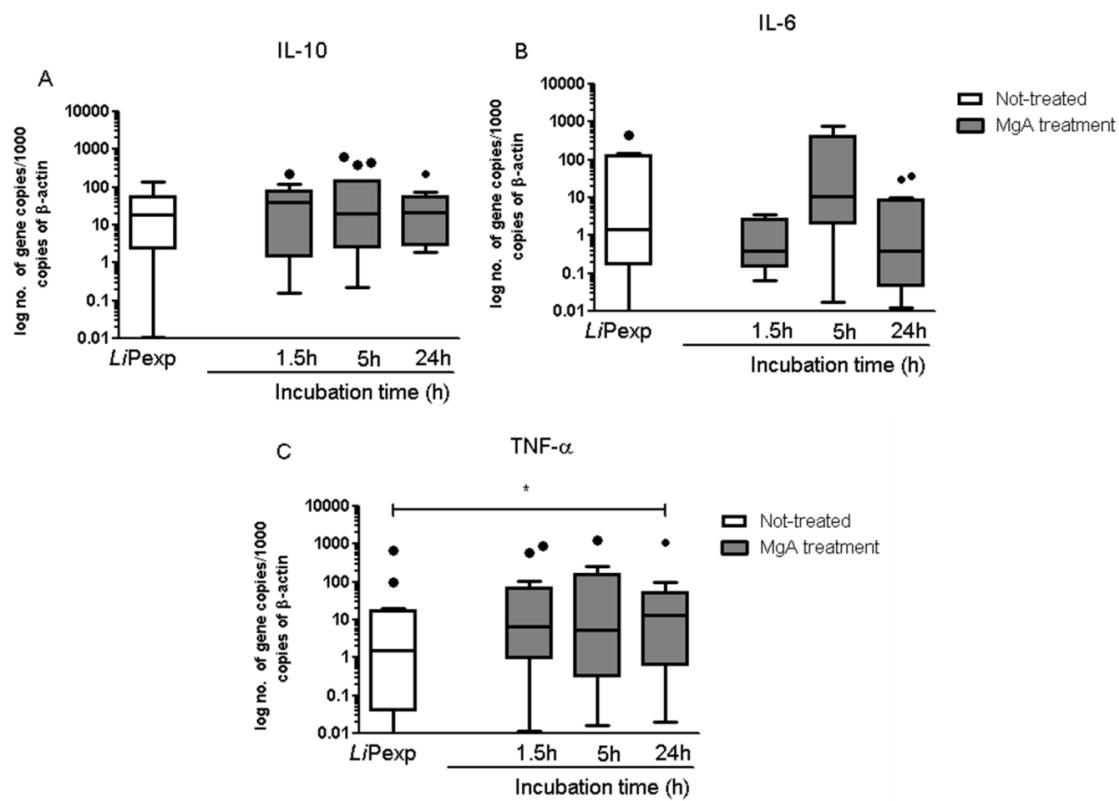 IL-10
A
log no. of gene copies/1000
copies of β-actin
10000
1000
100
10
1
0.1
0.01
LiPexp
1.5h 5h 24h
Incubation time (h)
IL-6
B
log no. of gene copies/1000
copies of β-actin
10000
1000
100
10
1
0.1
0.01
LiPexp
1.5h 5h 24h
Incubation time (h)
Not-treated
MgA treatment
TNF-α
C
log no. of gene copies/1000
copies of β-actin
10000
1000
100
10
1
0.1
0.01
*
LiPexp
1.5h 5h 24h
Incubation time (h)
Not-treated
MgA treatment